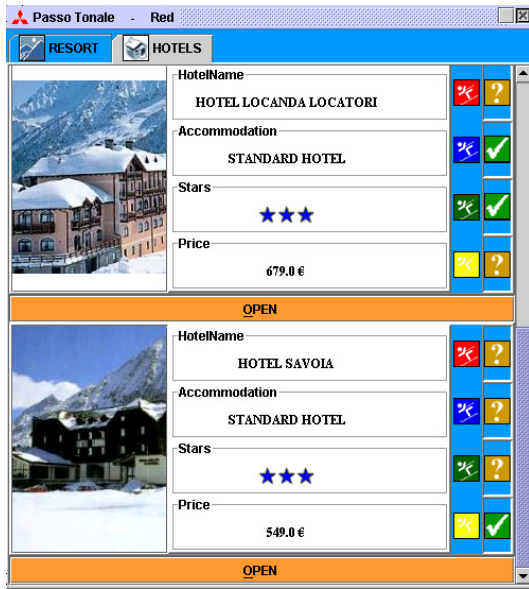 Passo Tonale - Red
RESORT HOTELS
HotelName
HOTEL LOCANDA LOCATORI
Accommodation
STANDARD HOTEL
Stars
Price
679.0 €
? 
?
OPEN
HotelName
HOTEL SAVOIA
Accommodation
STANDARD HOTEL
Stars
Price
549.0 €
?
?
?
OPEN